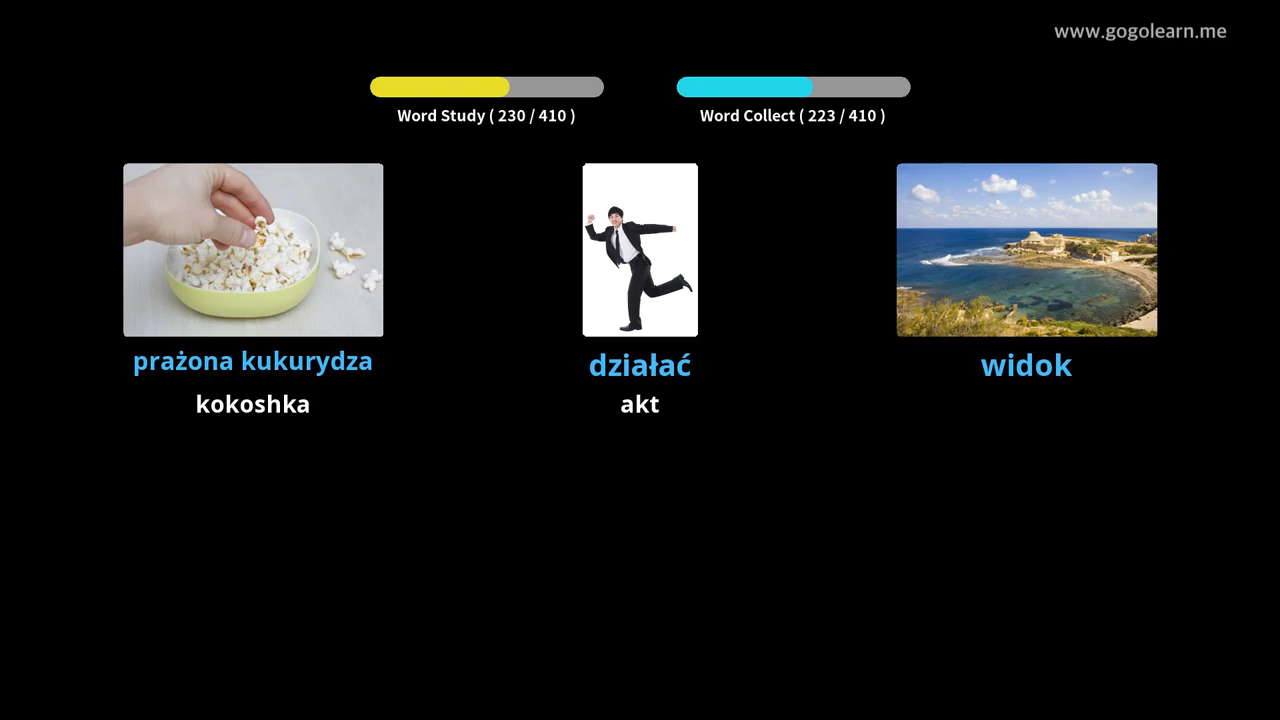 www.gogolearn.me
Word Study ( 230 / 410 )
Word Collect ( 223 / 410 )
prażona kukurydza
działać
widok
kokoshka
akt